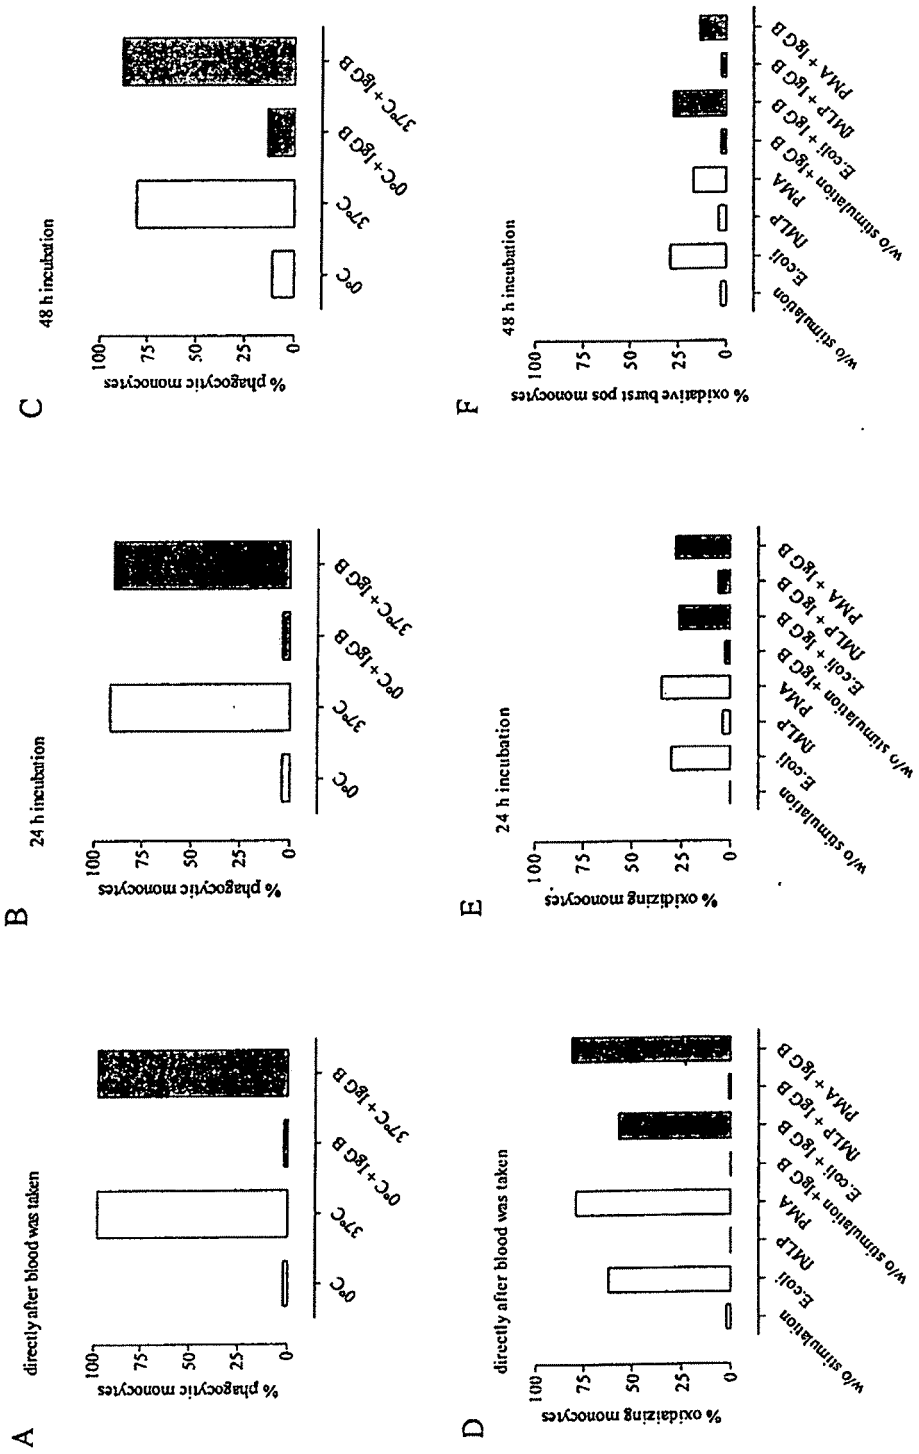 A
directly after blood was taken
% phagocytic monocytes
100
75
50
25
0
0°C
37°C
0°C + IgG B
37°C + IgG B
B
24 h incubation
% phagocytic monocytes
100
75
50
25
0
0°C
37°C
0°C + IgG B
37°C + IgG B
C
48 h incubation
% phagocytic monocytes
100
75
50
25
0
0°C
37°C
0°C + IgG B
37°C + IgG B
D
directly after blood was taken
% oxidaizing monocytes
100
75
50
25
0
w/o stimulation
E.coli
fMLP
PMA
w/o stimulation +IgG B
E.coli + IgG B
fMLP + IgG B
PMA + IgG B
E
24 h incubation
% oxidizing monocytes
100
75
50
25
0
w/o stimulation
E.coli
fMLP
PMA
w/o stimulation +IgG B
E.coli + IgG B
fMLP + IgG B
PMA + IgG B
F
48 h incubation
% oxidative burst pos monocytes
100
75
50
25
0
w/o stimulation
E.coli
fMLP
PMA
w/o stimulation +IgG B
E.coli + IgG B
fMLP + IgG B
PMA + IgG B